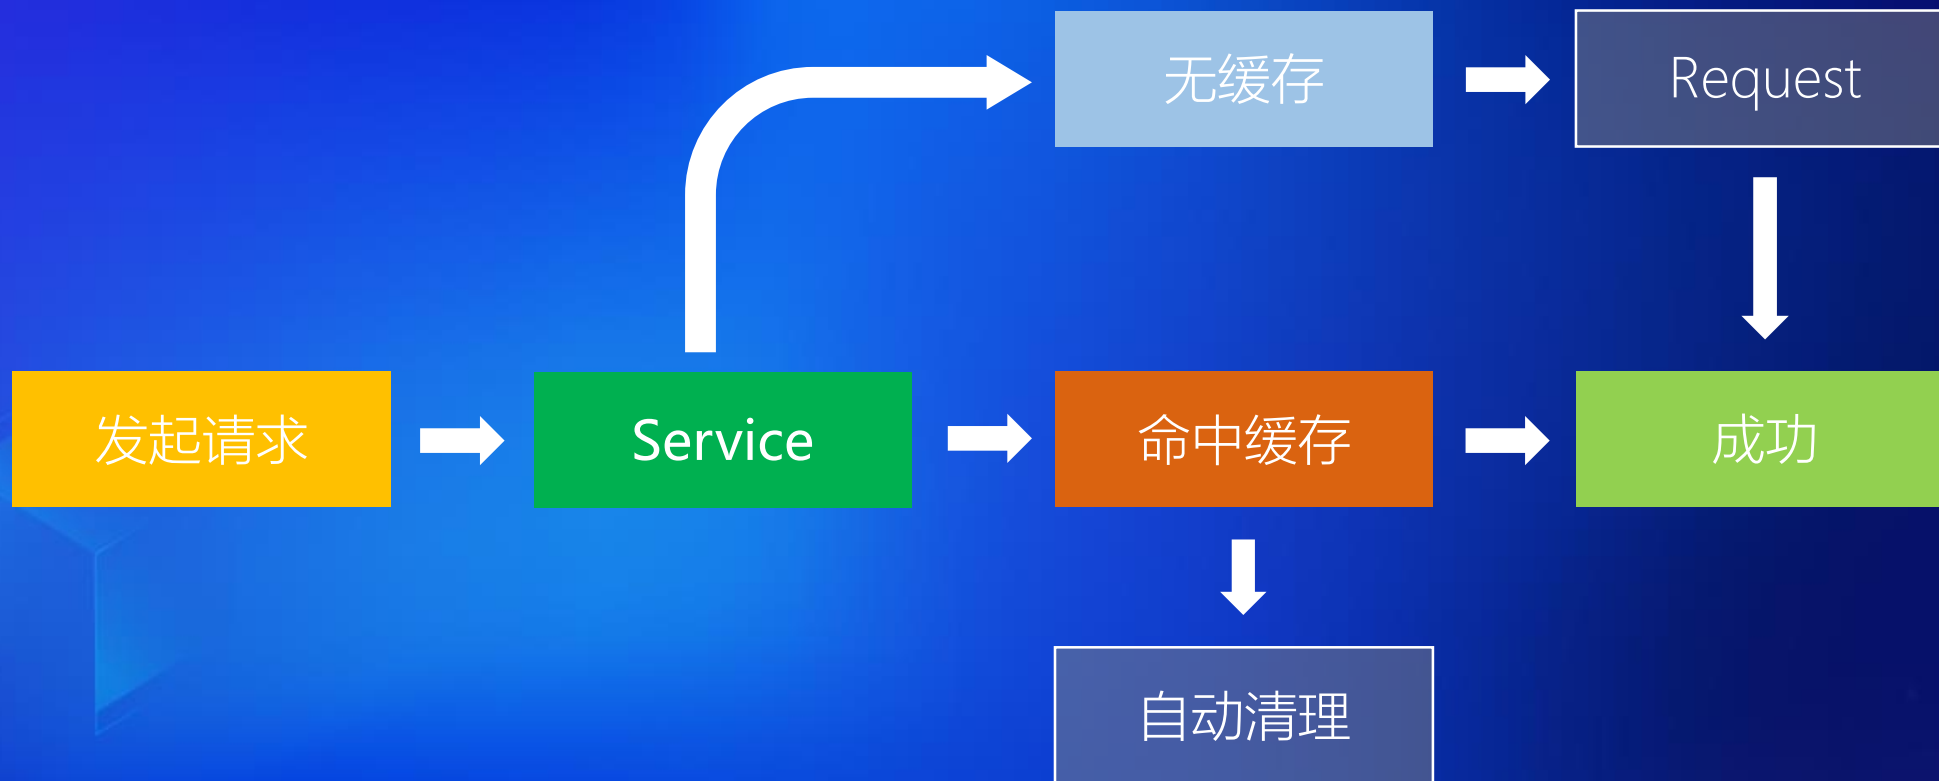 无缓存
Request
发起请求
Service
命中缓存
成功
自动清理